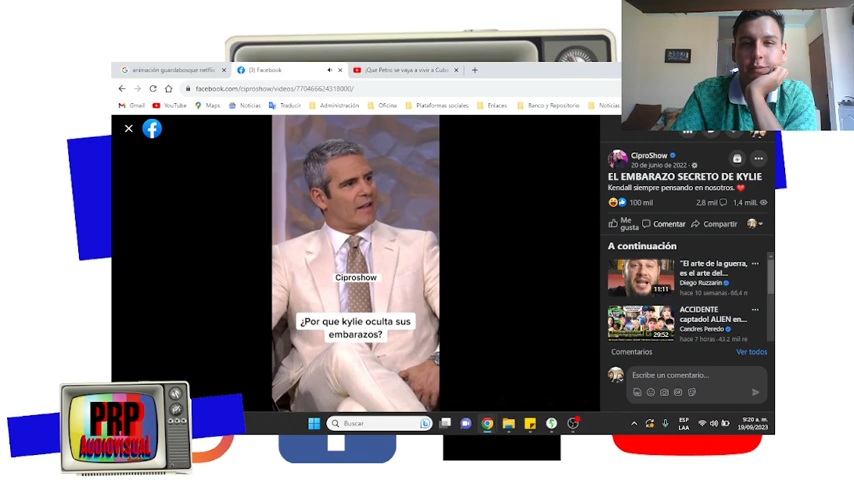 animación guardabosque netfli
(3) Facebook
¡Que Petro se vaya a vivir a Cuba
facebook.com/ciproshow/videos/770466624318000/
Gmail
YouTube
Maps
Noticias
Traducir
Administración
Oficina
Plataformas sociales
Enlaces
Banco y Repositorio
Noticias
CiproShow
20 de junio de 2022
EL EMBARAZO SECRETO DE KYLIE
Kendall siempre pensando en nosotros.
100 mil
2,8 mil
1,4 mill.
Me gusta
Comentar
Compartir
A continuación
"El arte de la guerra,
es el arte del...
Diego Ruzzarin
hace 10 semanas · 66,4 m
11:11
ACCIDENTE
captado! ALIEN en...
Candres Peredo
hace 7 horas · 43,2 mil re
29:52
Comentarios
Ver todos
Escribe un comentario...
Ciproshow
¿Por que kylie oculta sus
embarazos?
PRP
AUDIOVISUAL
Buscar
ESP
LAA
9:20 a. m.
19/09/2023